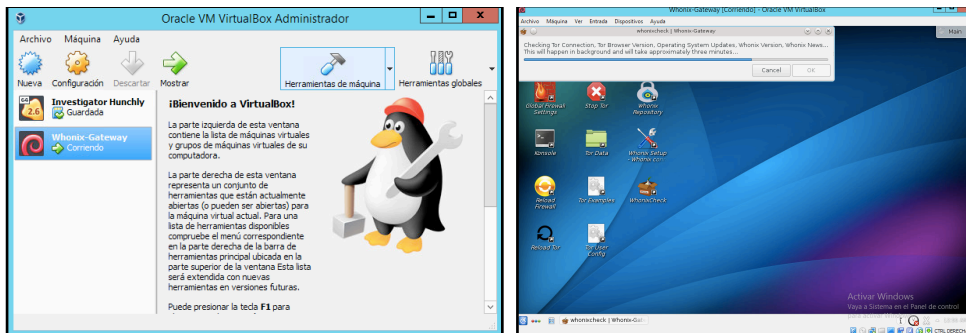 Oracle VM VirtualBox Administrador
Archivo Máquina Ayuda
Nueva Configuración Descartar Mostrar Herramientas de máquina Herramientas globales
64
2.6
Investigator Hunchly
Guardada
Whonix-Gateway
Corriendo
¡Bienvenido a VirtualBox!
La parte izquierda de esta ventana
contiene la lista de máquinas virtuales
y grupos de máquinas virtuales de su
computadora.
La parte derecha de esta ventana
representa un conjunto de
herramientas que están actualmente
abiertas (o pueden ser abiertas) para
la máquina virtual actual. Para una
lista de herramientas disponibles
compruebe el menú correspondiente
en la parte derecha de la barra de
herramientas principal ubicada en la
parte superior de la ventana Esta lista
será extendida con nuevas
herramientas en versiones futuras.
Puede presionar la tecla F1 para
Whonix-Gateway [Corriendo] - Oracle VM VirtualBox
Archivo Máquina Ver Entrada Dispositivos Ayuda
whonixcheck | Whonix-Gateway
Main
Checking Tor Connection, Tor Browser Version, Operating System Updates, Whonix Version, Whonix News...
This will happen in background and will take approximately three minutes...
Cancel OK
Global Firewall
Settings
Stop Tor
Whonix
Repository
Konsole
Tor Data
Whonix Setup
Reload
Firewall
Tor Examples
WhonixCheck
Reload Tor
Tor User
Config
Activar Windows
Vaya a Sistema en el Panel de control
whonixcheck | Whonix-Gat
CTRL DERECHA